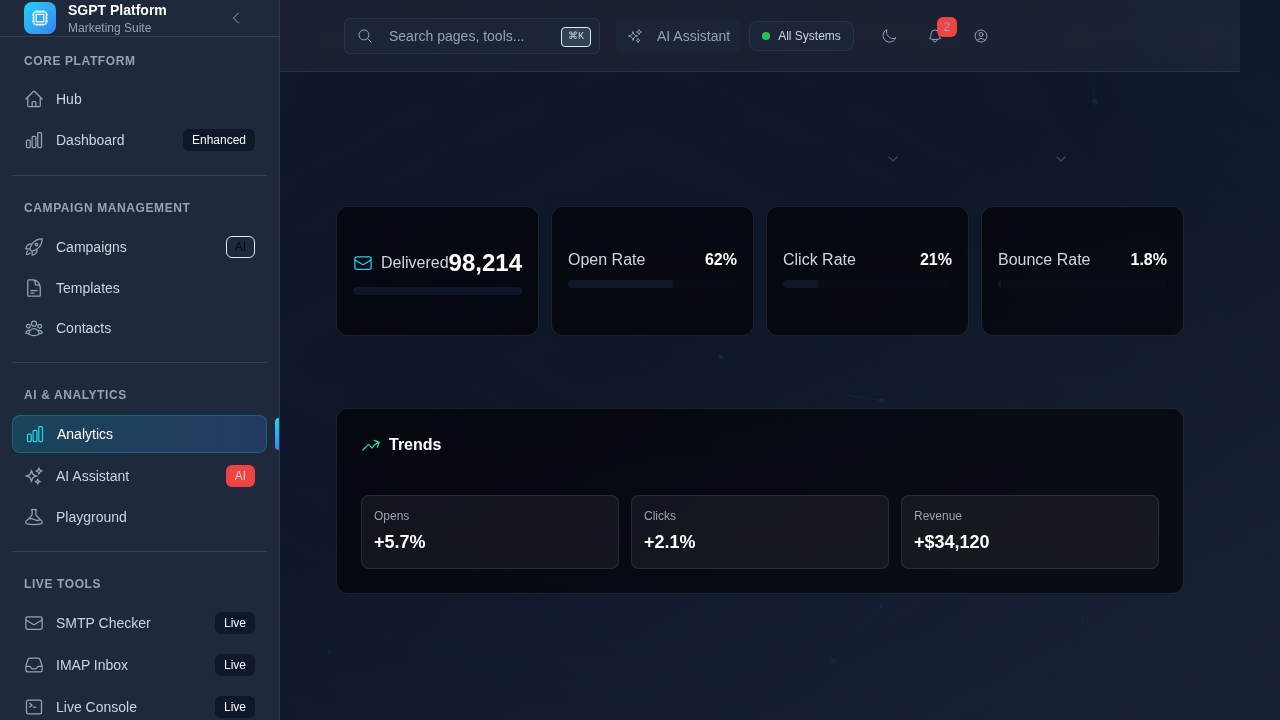 SGPT Platform
Marketing Suite
CORE PLATFORM
Hub
Dashboard
Enhanced
CAMPAIGN MANAGEMENT
Campaigns
AI
Templates
Contacts
AI & ANALYTICS
Analytics
AI Assistant
AI
Playground
LIVE TOOLS
SMTP Checker
Live
IMAP Inbox
Live
Live Console
Live
Search pages, tools...
⌘K
AI Assistant
All Systems
2
Delivered 98,214
Open Rate 62%
Click Rate 21%
Bounce Rate 1.8%
Trends
Opens
+5.7%
Clicks
+2.1%
Revenue
+$34,120